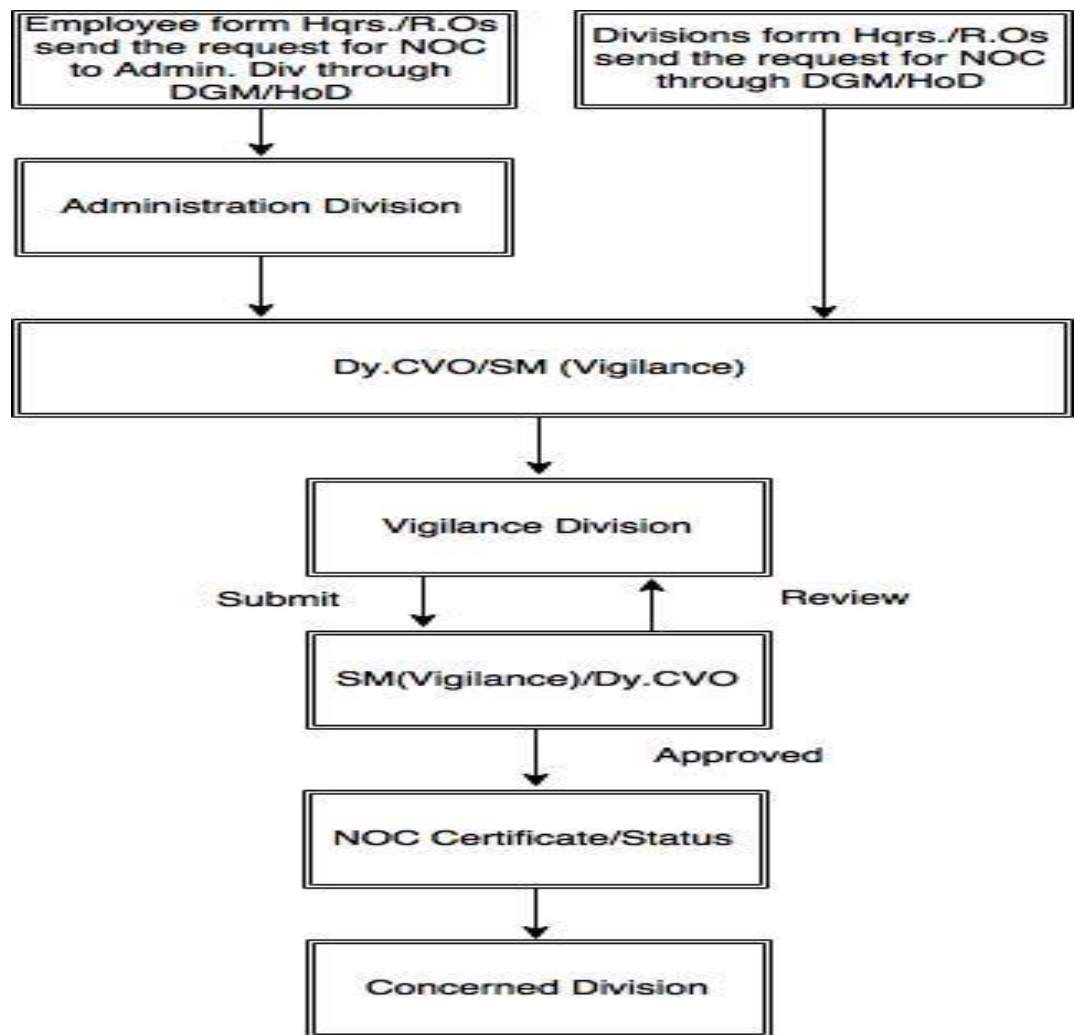 Employee form Hqrs./R.Os
send the request for NOC
to Admin. Div through
DGM/HoD
Divisions form Hqrs./R.Os
send the request for NOC
through DGM/HoD
Administration Division
Dy.CVO/SM (Vigilance)
Vigilance Division
Submit
Review
SM(Vigilance)/Dy.CVO
Approved
NOC Certificate/Status
Concerned Division